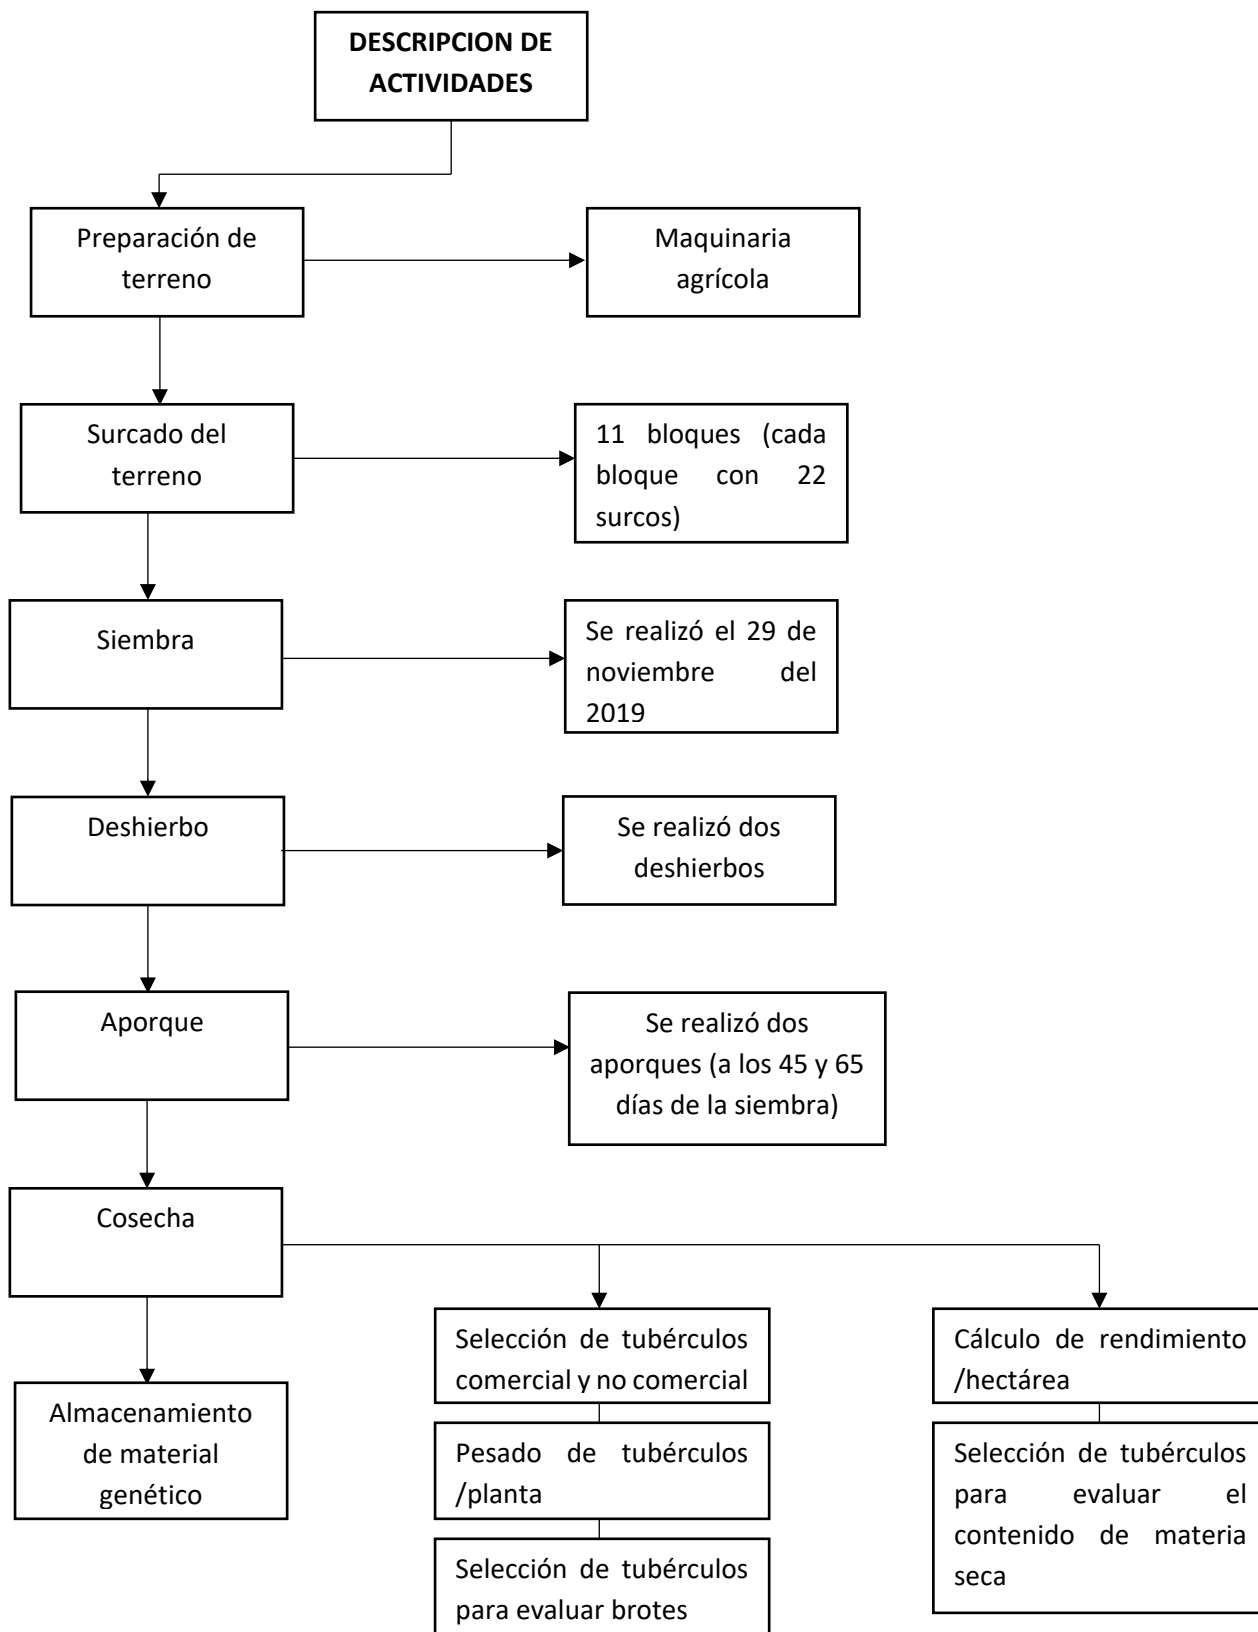 DESCRIPCION DE
ACTIVIDADES
Preparación de
terreno
Maquinaria
agrícola
Surcado del
terreno
11 bloques (cada
bloque con 22
surcos)
Siembra
Se realizó el 29 de
noviembre del
2019
Deshierbo
Se realizó dos
deshierbos
Aporque
Se realizó dos
aporques (a los 45 y 65
días de la siembra)
Cosecha
Almacenamiento
de material
genético
Selección de tubérculos
comercial y no comercial
Pesado de tubérculos
/planta
Selección de tubérculos
para evaluar brotes
Cálculo de rendimiento
/hectárea
Selección de tubérculos
para evaluar el
contenido de materia
seca